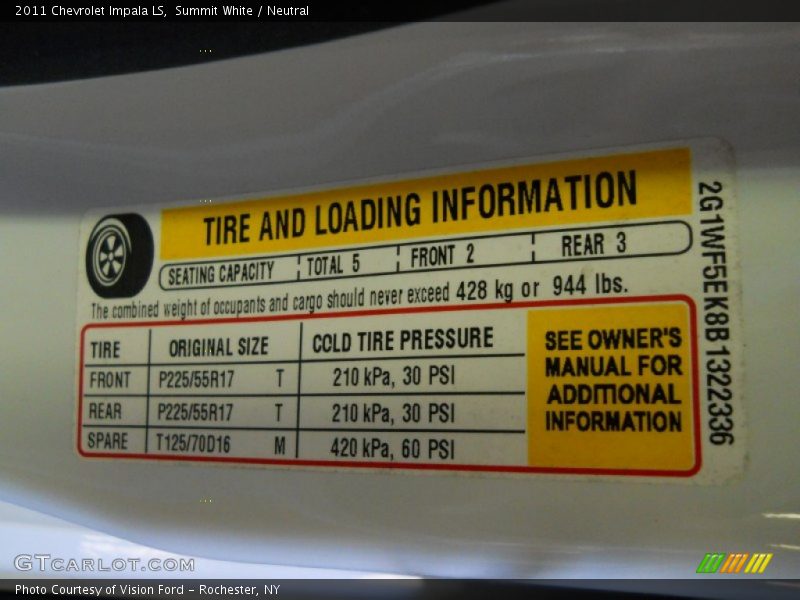 2011 Chevrolet Impala LS,  Summit White / Neutral
TIRE AND LOADING INFORMATION
SEATING CAPACITY TOTAL 5 FRONT 2 REAR 3
The combined weight of occupants and cargo should never exceed 428 kg or 944 lbs.
TIRE ORIGINAL SIZE COLD TIRE PRESSURE
FRONT P225/55R17 T 210 kPa, 30 PSI
REAR P225/55R17 T 210 kPa, 30 PSI
SPARE T125/70D16 M 420 kPa, 60 PSI
SEE OWNER'S
MANUAL FOR
ADDITIONAL
INFORMATION
2G1WF5EK8B1322336
GTCARLOT.COM
Photo Courtesy of Vision Ford - Rochester, NY